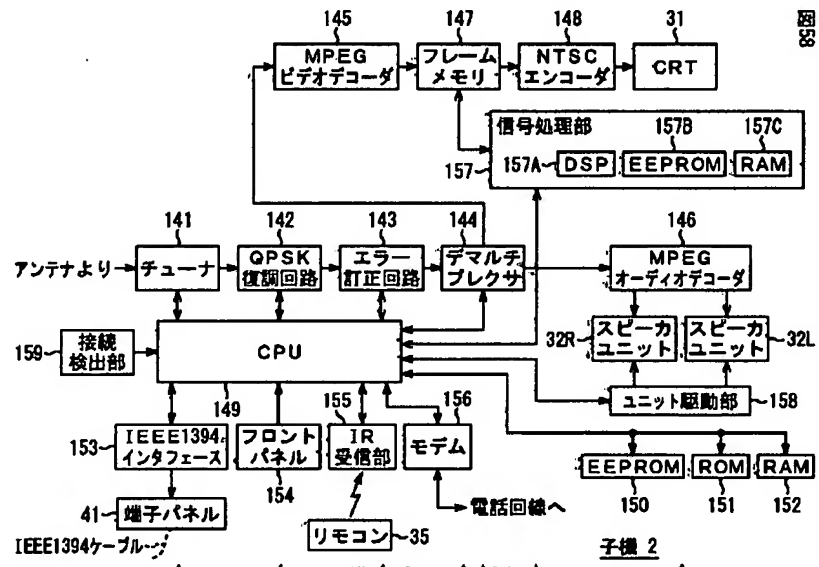 図58
145
147
148
31
MPEG
ビデオデコーダ
フレーム
メモリ
NTSC
エンコーダ
CRT
信号処理部
157B
157C
157A
DSP
EEPROM
RAM
157
141
142
143
144
146
アンテナより
チューナ
QPSK
復調回路
エラー
訂正回路
デマルチ
プレクサ
MPEG
オーディオデコーダ
159
接続
検出部
CPU
32R
スピーカ
ユニット
スピーカ
ユニット
32L
149
155
156
ユニット駆動部
158
153
IEEE1394
インタフェース
フロント
パネル
IR
受信部
モデム
154
EEPROM
ROM
RAM
150
151
152
41
端子パネル
電話回線へ
リモコン
35
IEEE1394ケーブル
子機 2